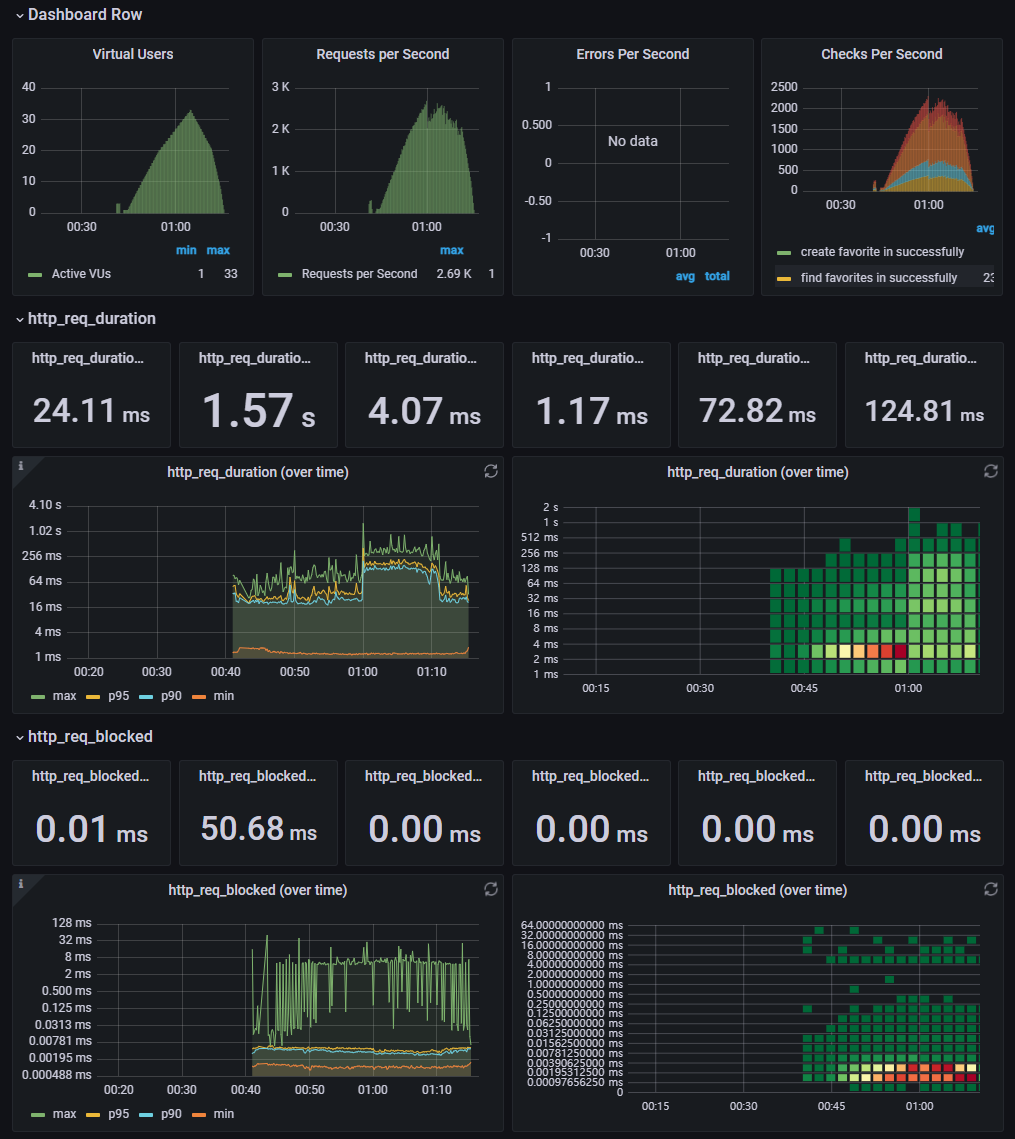 Dashboard Row
Virtual Users
40
30
20
10
0
00:30 01:00
min max
Active VUs 1 33
Requests per Second
3 K
2 K
1 K
0
00:30 01:00
max
Requests per Second 2.69 K 1
Errors Per Second
1
0.500
0
-0.50
-1
No data
00:30 01:00
avg total
Checks Per Second
2500
2000
1500
1000
500
0
00:30 01:00
avg
create favorite in successfully
find favorites in successfully 23
http_req_duration
http_req_duratio... http_req_duratio... http_req_duratio... http_req_duratio... http_req_duratio... http_req_duratio...
24.11 ms 1.57 s 4.07 ms 1.17 ms 72.82 ms 124.81 ms
http_req_duration (over time)
4.10 s
1.02 s
256 ms
64 ms
16 ms
4 ms
1 ms
00:20 00:30 00:40 00:50 01:00 01:10
max p95 p90 min
http_req_duration (over time)
2 s
1 s
512 ms
256 ms
128 ms
64 ms
32 ms
16 ms
8 ms
4 ms
2 ms
1 ms
00:15 00:30 00:45 01:00
http_req_blocked
http_req_blocked... http_req_blocked... http_req_blocked... http_req_blocked... http_req_blocked... http_req_blocked...
0.01 ms 50.68 ms 0.00 ms 0.00 ms 0.00 ms 0.00 ms
http_req_blocked (over time)
128 ms
32 ms
8 ms
2 ms
0.500 ms
0.125 ms
0.0313 ms
0.00781 ms
0.00195 ms
0.000488 ms
00:20 00:30 00:40 00:50 01:00 01:10
max p95 p90 min
http_req_blocked (over time)
64.00000000000 ms
32.00000000000 ms
16.00000000000 ms
8.00000000000 ms
4.00000000000 ms
2.00000000000 ms
1.00000000000 ms
0.50000000000 ms
0.25000000000 ms
0.12500000000 ms
0.06250000000 ms
0.03125000000 ms
0.01562500000 ms
0.00781250000 ms
0.00390625000 ms
0.00195312500 ms
0.00097656250 ms
0
00:15 00:30 00:45 01:00